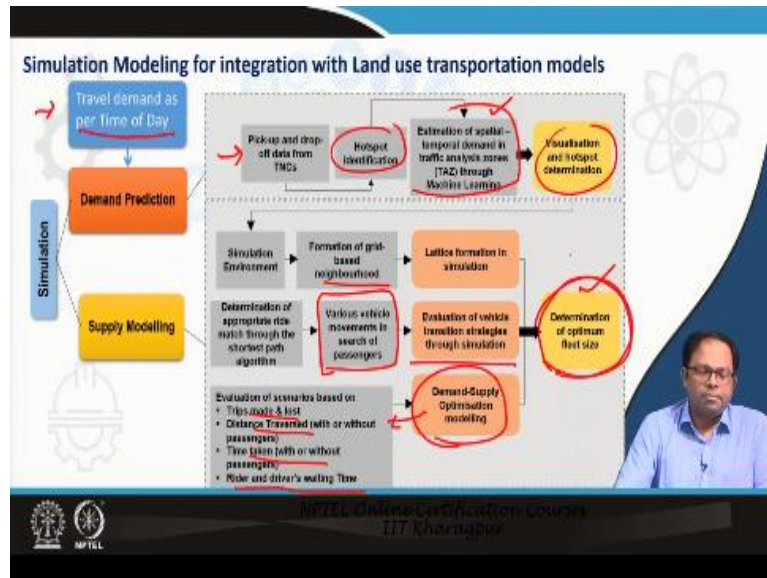 Simulation Modeling for integration with Land use transportation models
Travel demand as
per Time of Day
Demand Prediction
Simulation
Supply Modelling
Pick-up and drop-
off data from
TNCs
Hotspot
identification
Estimation of spatial –
temporal demand in
traffic analysis zones
(TAZ) through
Machine Learning
Visualisation
and hotspot
determination
Simulation
Environment
Formation of grid-
based
neighbourhood
Lattice formation in
simulation
Determination of
appropriate ride
match through the
shortest path
algorithm
Various vehicle
movements in
search of
passengers
Evaluation of vehicle
transition strategies
through simulation
Determination
of optimum
fleet size
Evaluation of scenarios based on
• Trips made & lost
• Distance Traversed (with or without
passengers)
• Time taken (with or without
passengers)
• Rider and driver's waiting Time
Demand-Supply
Optimisation
modelling
NPTEL
NPTEL Online Certification Courses
IIT Kharagpur